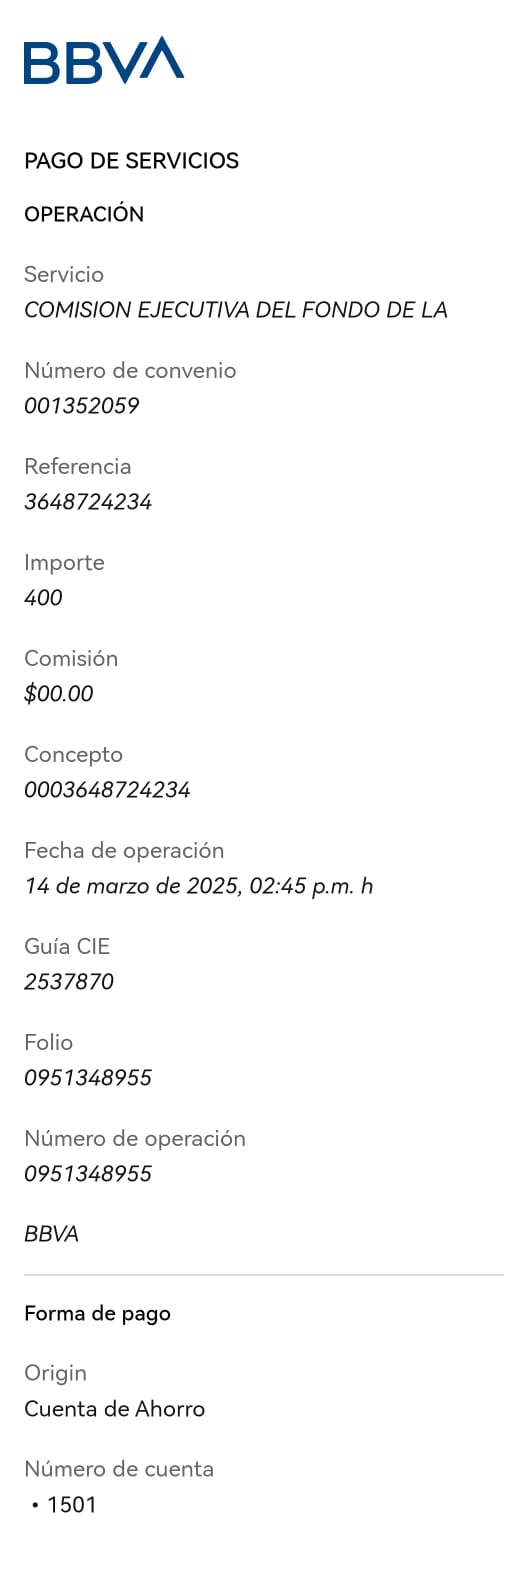 BBVA
PAGO DE SERVICIOS
OPERACIÓN
Servicio
COMISION EJECUTIVA DEL FONDO DE LA
Número de convenio
001352059
Referencia
3648724234
Importe
400
Comisión
$00.00
Concepto
0003648724234
Fecha de operación
14 de marzo de 2025, 02:45 p.m. h
Guía CIE
2537870
Folio
0951348955
Número de operación
0951348955
BBVA
Forma de pago
Origin
Cuenta de Ahorro
Número de cuenta
• 1501